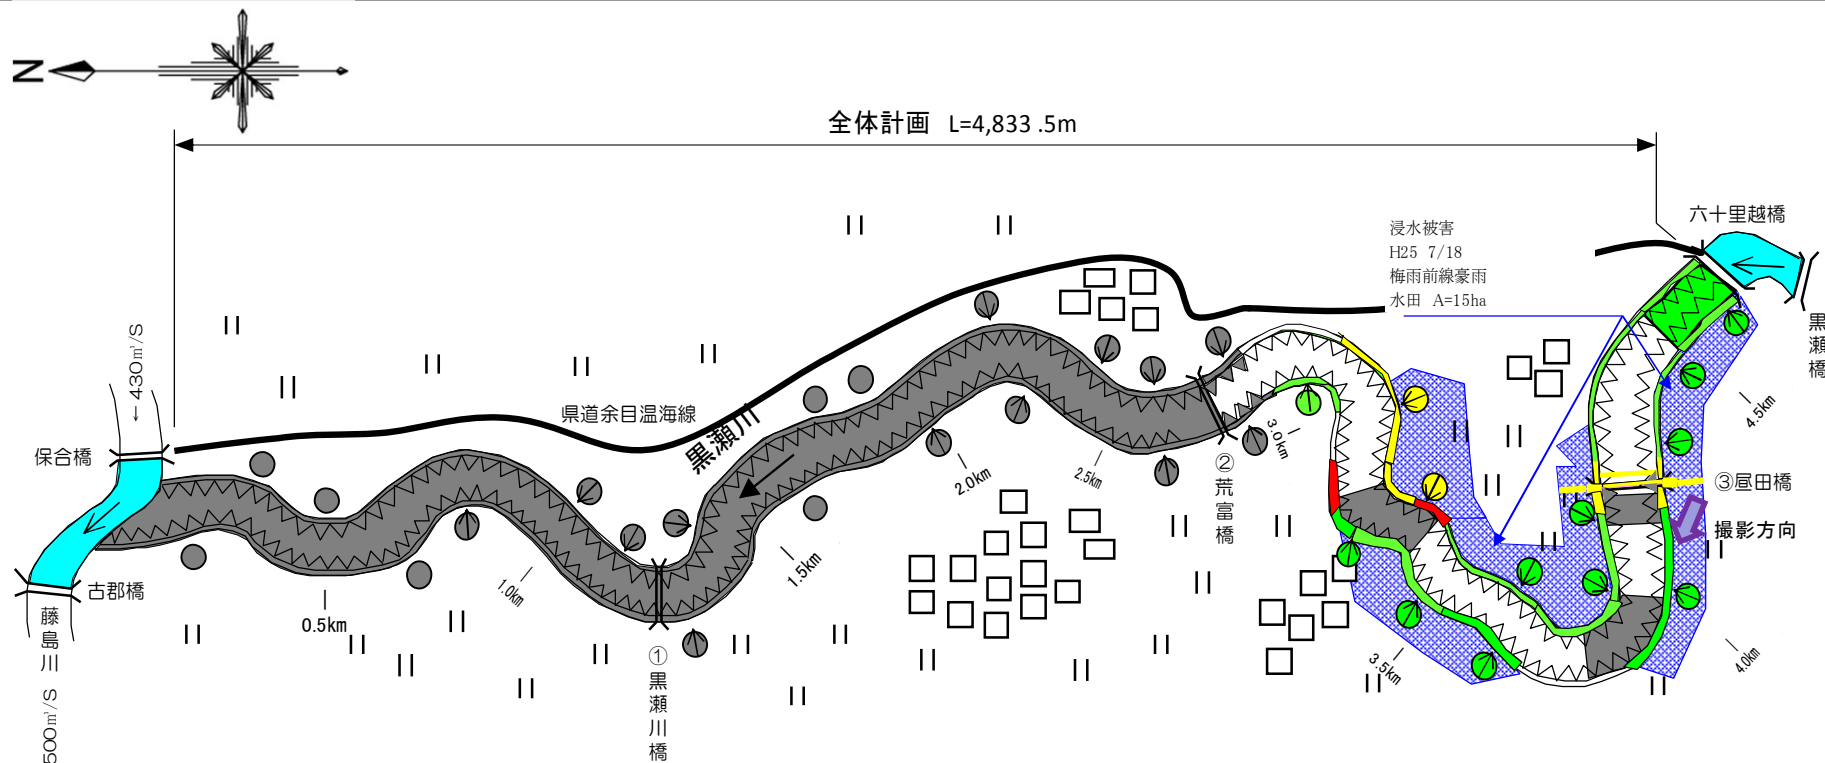 N
全体計画 L=4,833 .5m
六十里越橋
浸水被害
H25 7/18
梅雨前線豪雨
水田 A=15ha
黒瀬橋
←430㎥/S
県道余目温海線
黒瀬川
保合橋
古郡橋
藤島川
500㎥/S
0.5km
1.0km
①黒瀬川橋
1.5km
2.0km
2.5km
②荒富橋
3.0km
3.5km
4.0km
4.5km
③昼田橋
撮影方向